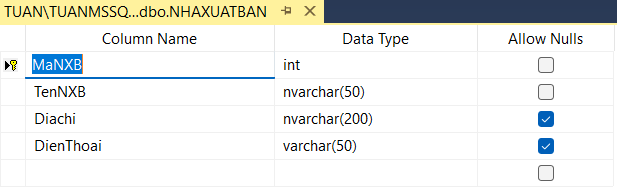 TUAN\TUANMSSQ...dbo.NHAXUATBAN
Column Name Data Type Allow Nulls
MaNXB int
TenNXB nvarchar(50)
Diachi nvarchar(200)
DienThoai varchar(50)